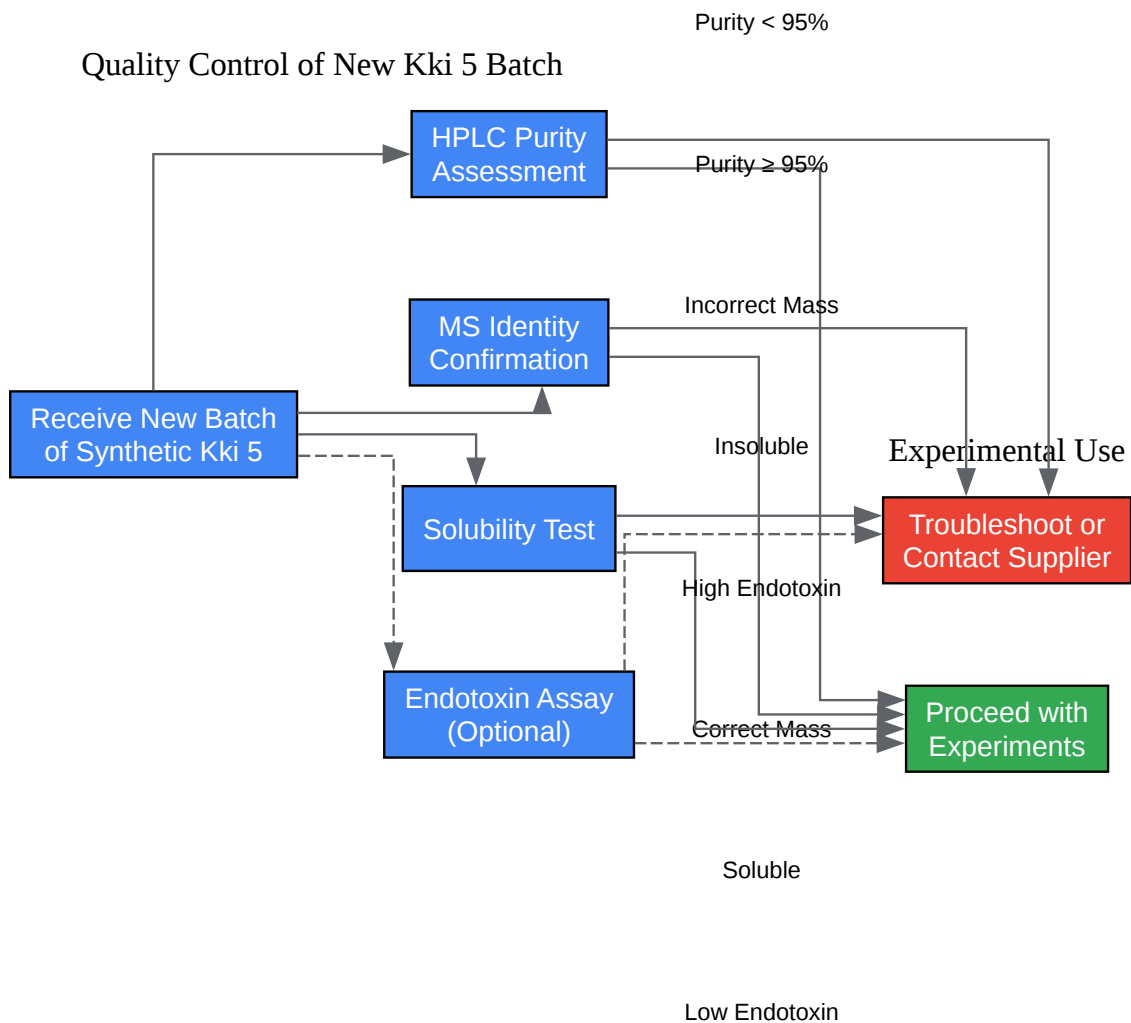 Purity < 95%
Quality Control of New Kki 5 Batch
HPLC Purity
Assessment
Purity ≥ 95%
MS Identity
Confirmation
Incorrect Mass
Receive New Batch
of Synthetic Kki 5
Insoluble
Experimental Use
Solubility Test
Troubleshoot or
Contact Supplier
High Endotoxin
Endotoxin Assay
(Optional)
Correct Mass
Proceed with
Experiments
Soluble
Low Endotoxin